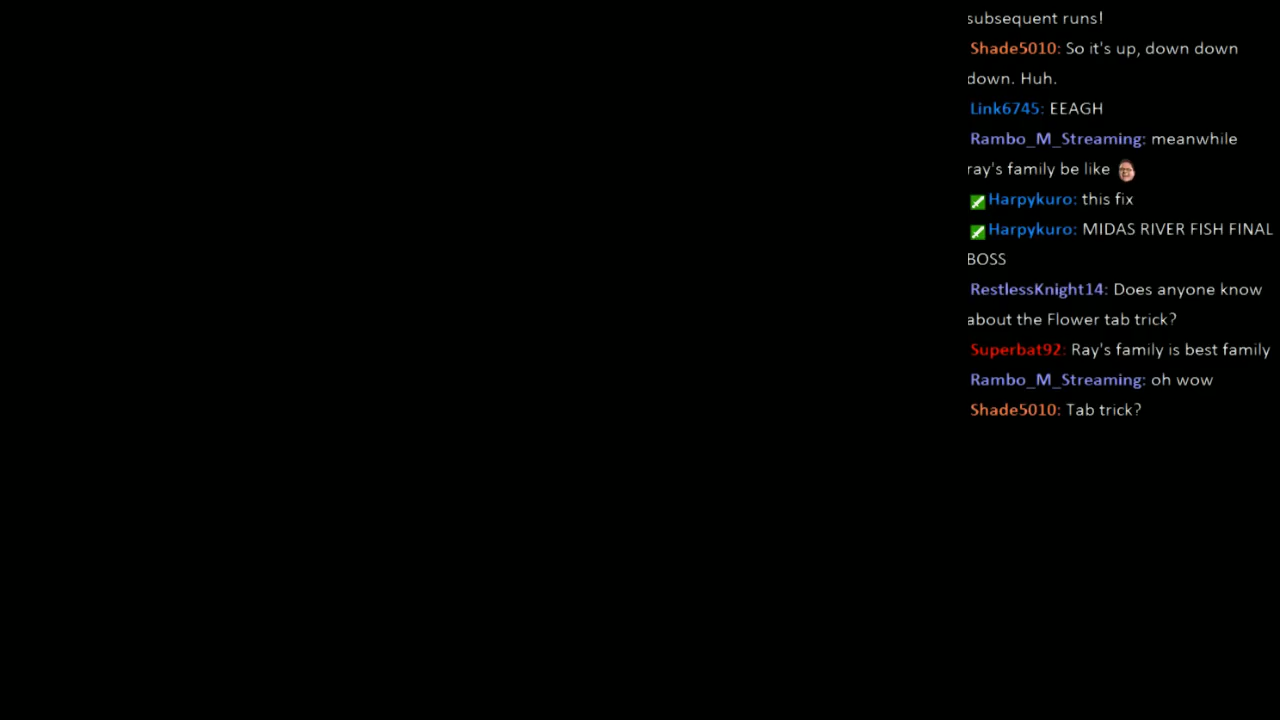 subsequent runs!
Shade5010: So it's up, down down
down. Huh.
Link6745: EEAGH
Rambo_M_Streaming: meanwhile
ray's family be like
Harpykuro: this fix
Harpykuro: MIDAS RIVER FISH FINAL
BOSS
RestlessKnight14: Does anyone know
about the Flower tab trick?
Superbat92: Ray's family is best family
Rambo_M_Streaming: oh wow
Shade5010: Tab trick?